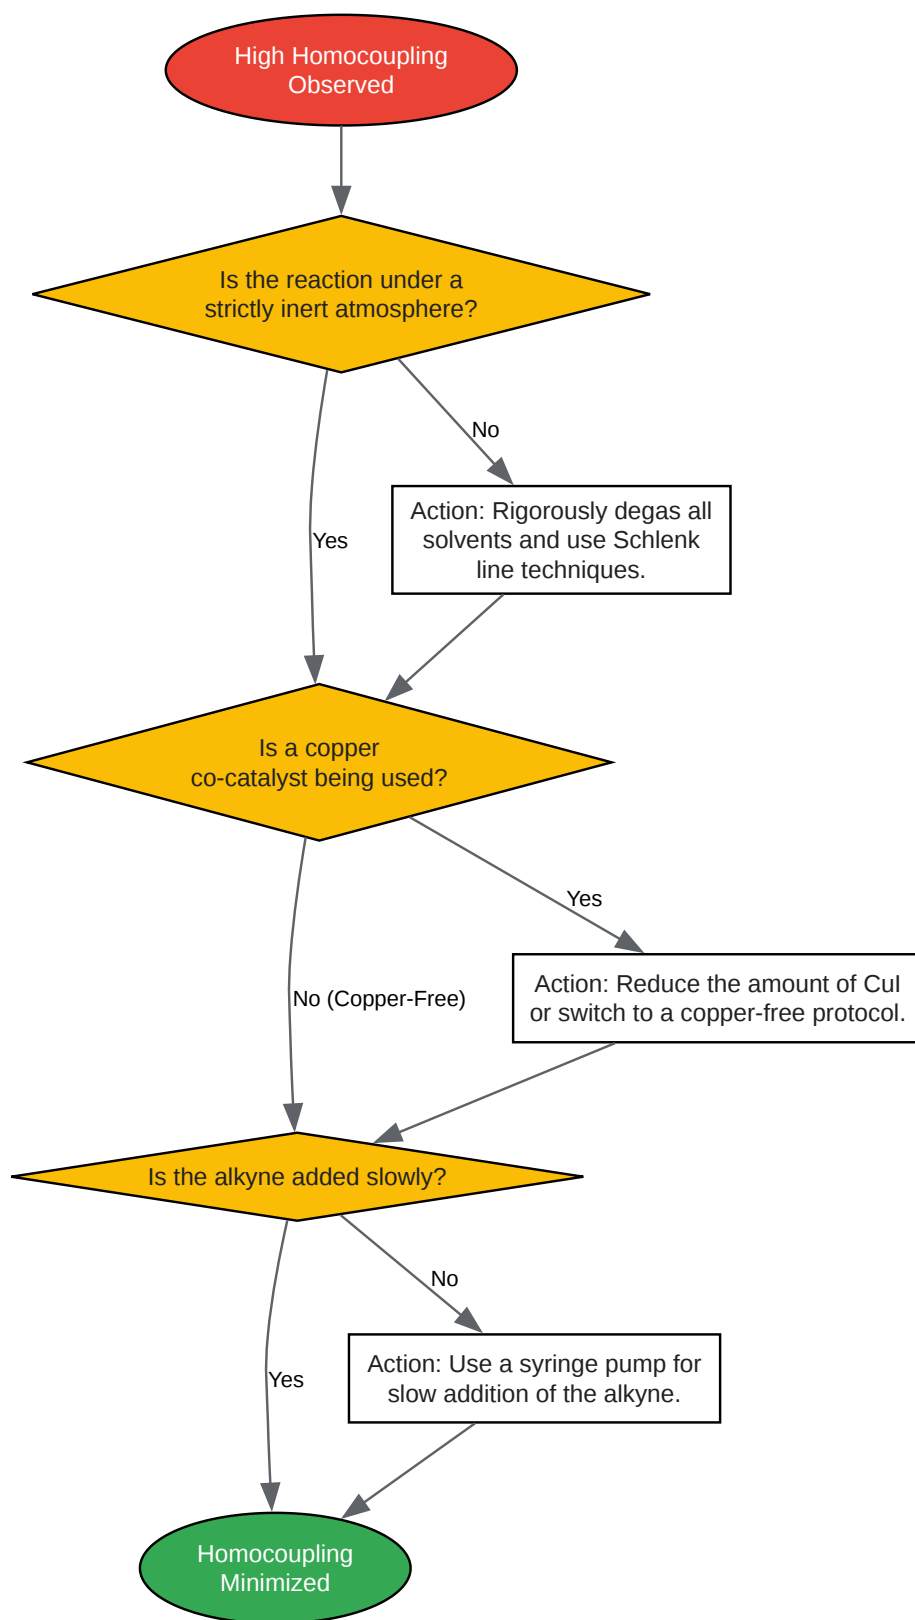 High Homocoupling
Observed
Is the reaction under a
strictly inert atmosphere?
No
Action: Rigorously degas all
solvents and use Schlenk
line techniques.
Yes
Is a copper
co-catalyst being used?
Yes
Action: Reduce the amount of CuI
or switch to a copper-free protocol.
No (Copper-Free)
Is the alkyne added slowly?
No
Action: Use a syringe pump for
slow addition of the alkyne.
Yes
Homocoupling
Minimized